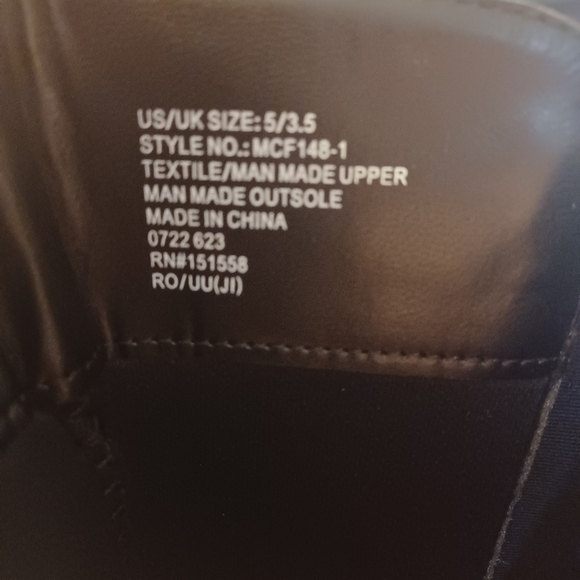 US/UK SIZE: 5/3.5
STYLE NO.: MCF148-1
TEXTILE/MAN MADE UPPER
MAN MADE OUTSOLE
MADE IN CHINA
0722 623
RN#151558
RO/UU(JI)